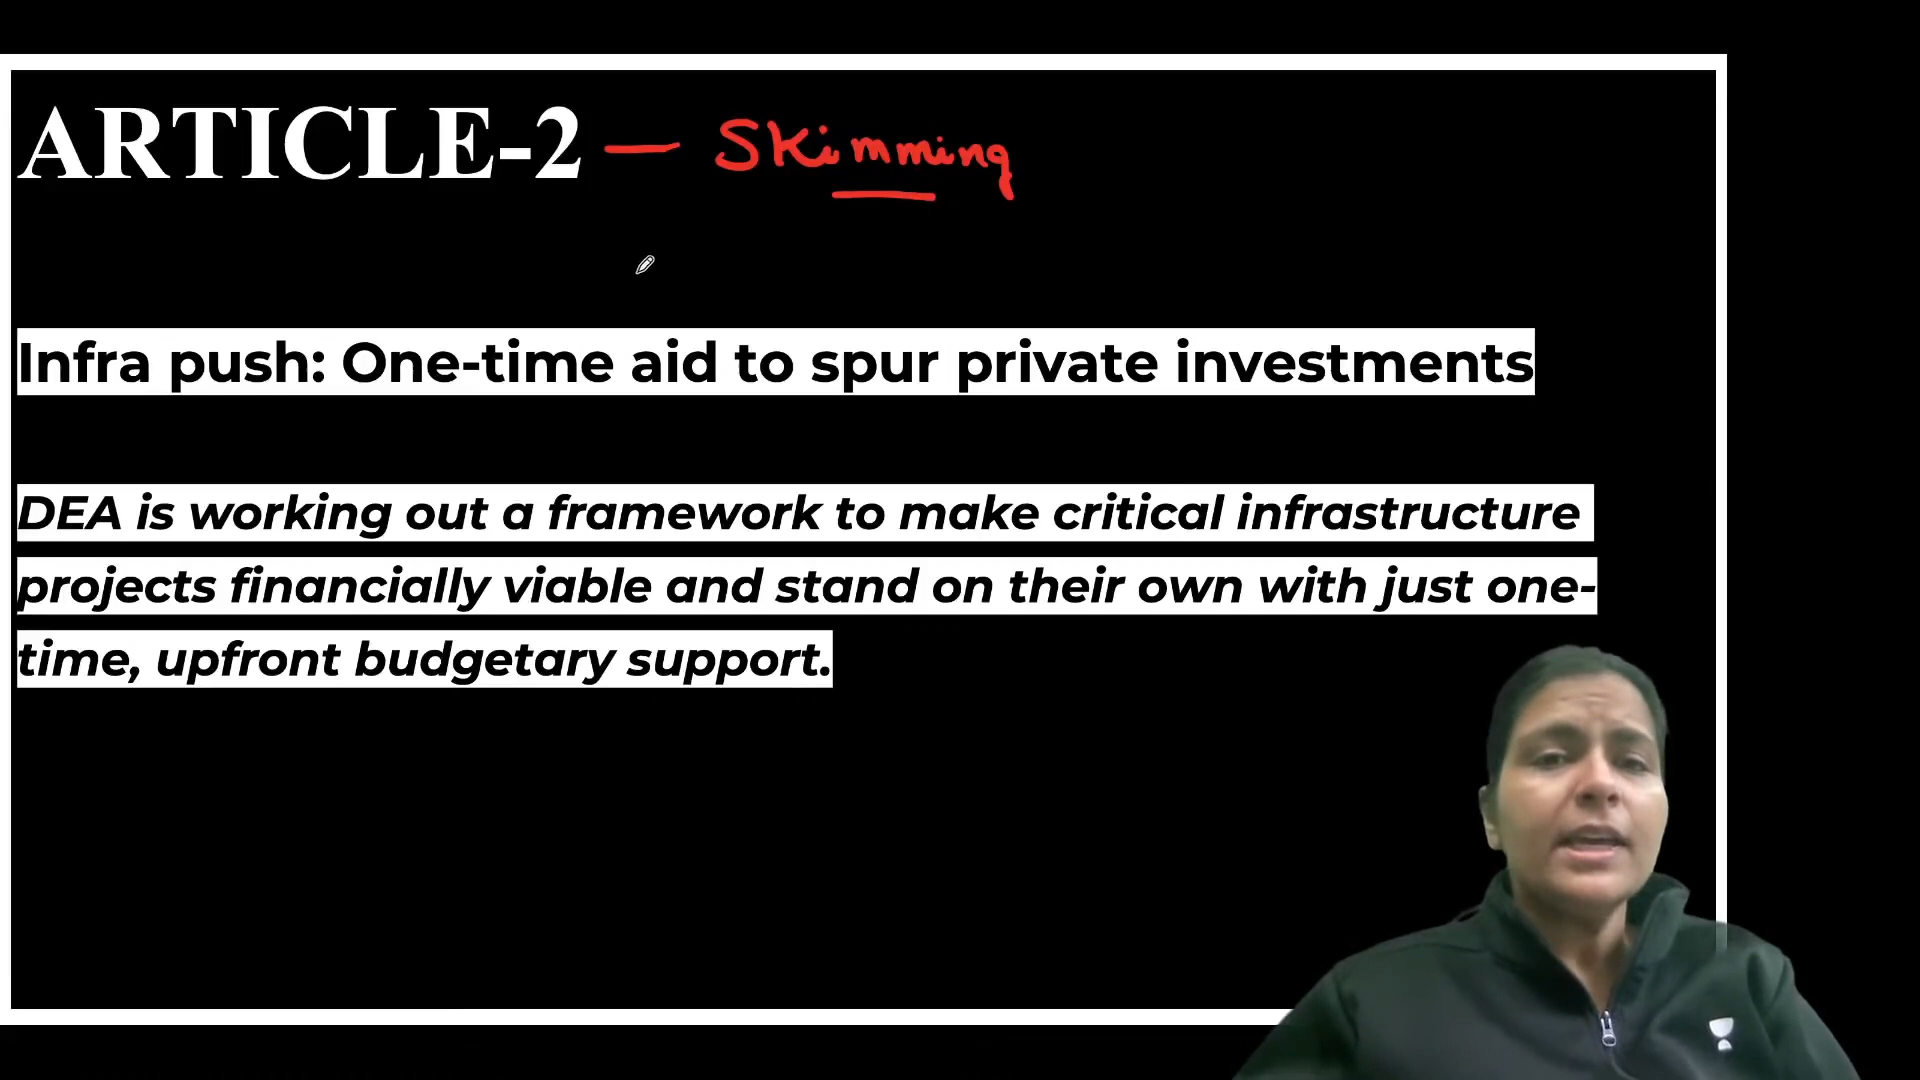 ARTICLE-2 — Skimming
Infra push: One-time aid to spur private investments
DEA is working out a framework to make critical infrastructure
projects financially viable and stand on their own with just one-
time, upfront budgetary support.